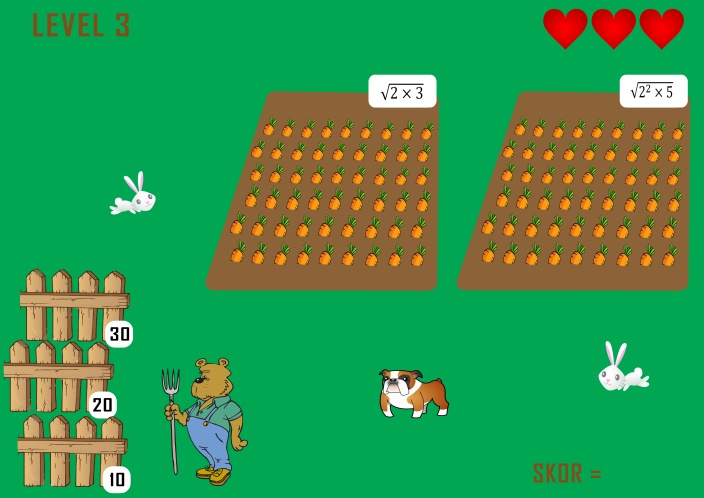 LEVEL 3
√2 × 3
√2² × 5
30
20
10
SKOR =